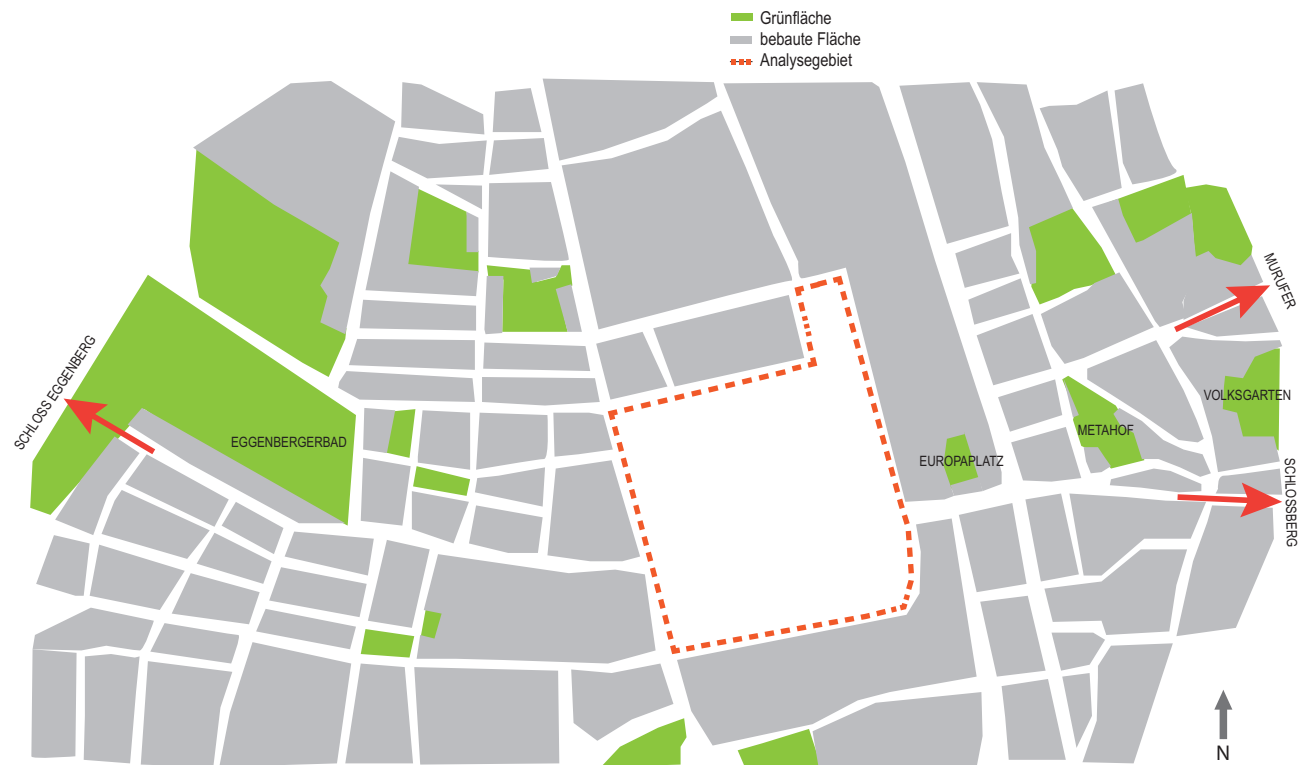 Grünfläche
bebaute Fläche
Analysegebiet
MURUFER
SCHLOSS EGGENBERG
VOLKSGARTEN
METAHOF
EGGENBERGERBAD
EUROPAPLATZ
SCHLOSSBERG
N